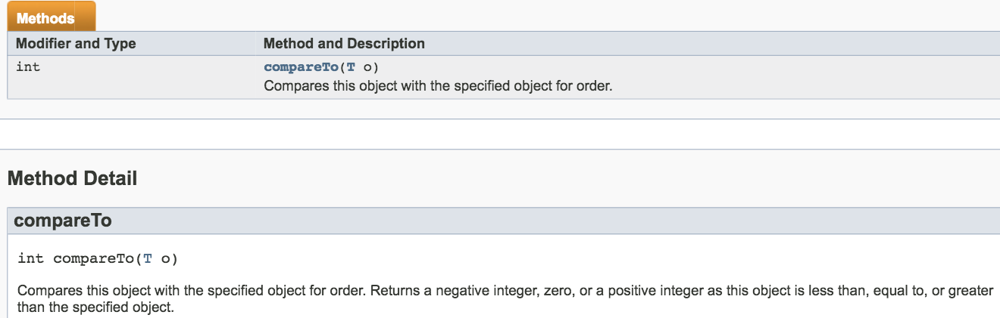 Methods
Modifier and Type Method and Description
int compareTo(T o)
Compares this object with the specified object for order.
Method Detail
compareTo
int compareTo(T o)
Compares this object with the specified object for order. Returns a negative integer, zero, or a positive integer as this object is less than, equal to, or greater
than the specified object.